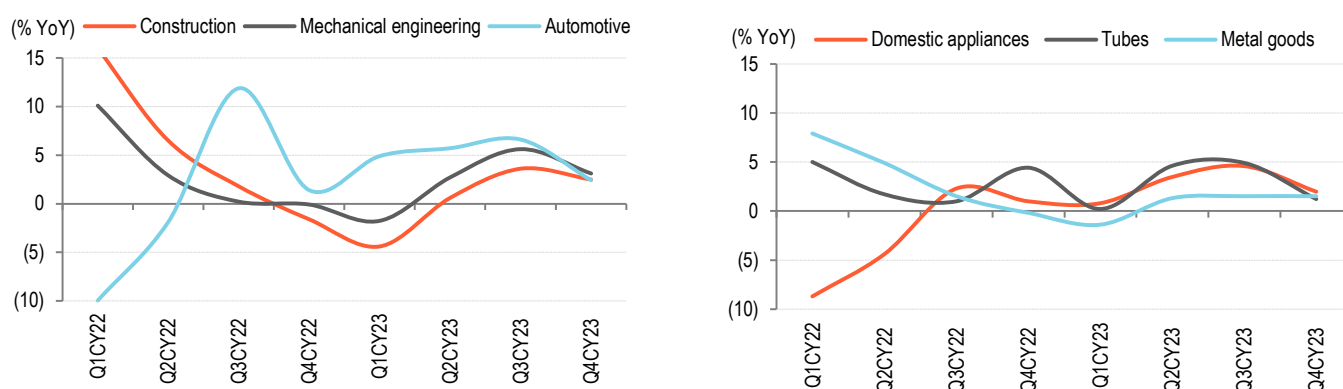 (% YoY) Construction Mechanical engineering Automotive
15
10
5
0
(5)
(10)
Q1CY22
Q2CY22
Q3CY22
Q4CY22
Q1CY23
Q2CY23
Q3CY23
Q4CY23
(% YoY) Domestic appliances Tubes Metal goods
15
10
5
0
(5)
(10)
Q1CY22
Q2CY22
Q3CY22
Q4CY22
Q1CY23
Q2CY23
Q3CY23
Q4CY23